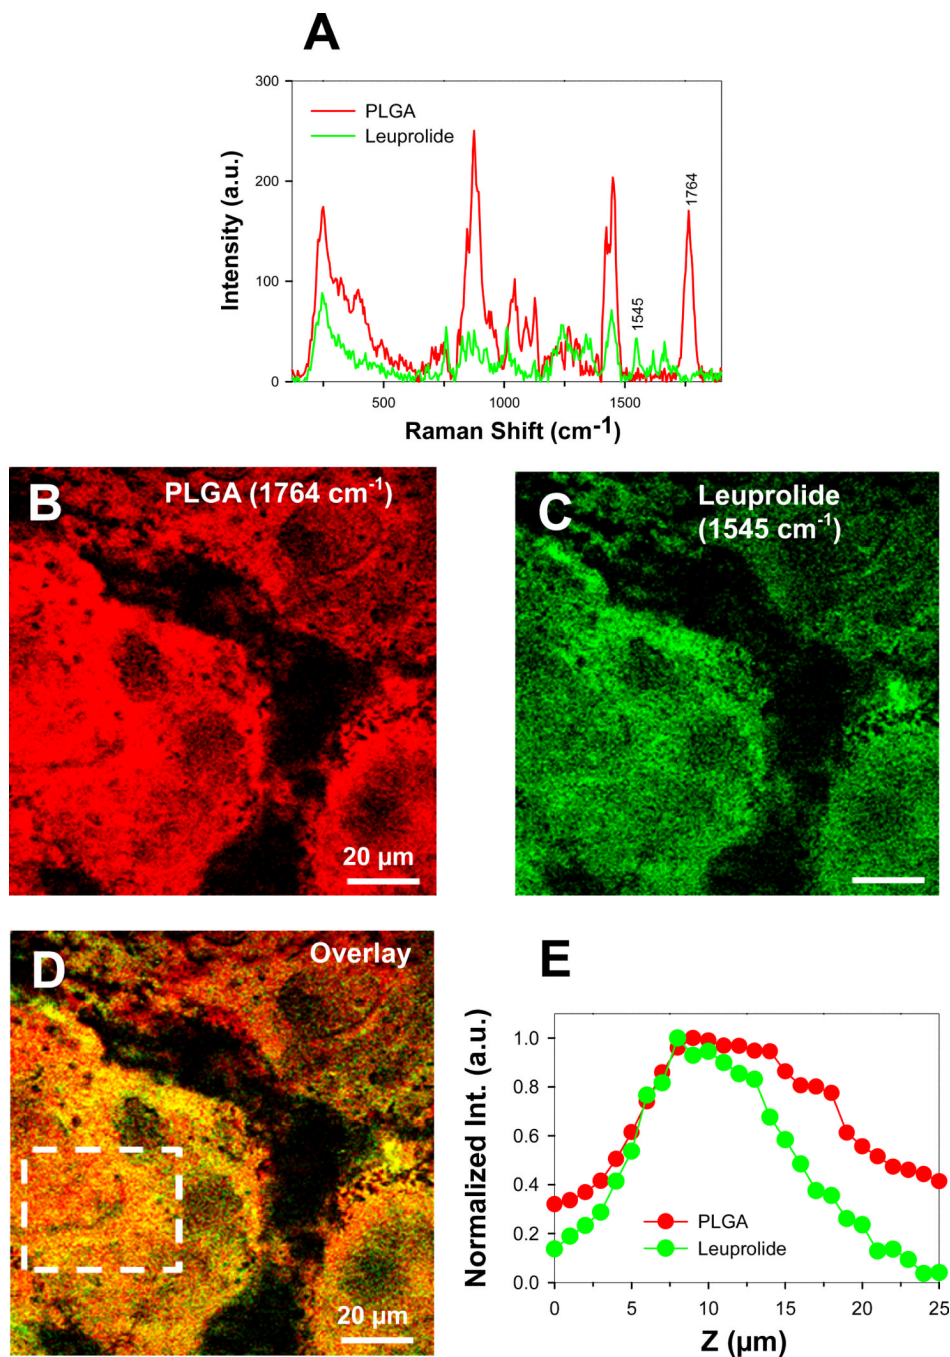 A
300
PLGA
Leuprolide
1764
200
Intensity (a.u.)
100
1545
0
500
1000
1500
Raman Shift (cm⁻¹)
B
PLGA (1764 cm⁻¹)
20 µm
C
Leuprolide
(1545 cm⁻¹)
D
Overlay
20 µm
E
Normalized Int. (a.u.)
1.0
0.8
0.6
0.4
0.2
0.0
PLGA
Leuprolide
0
5
10
15
20
25
Z (µm)